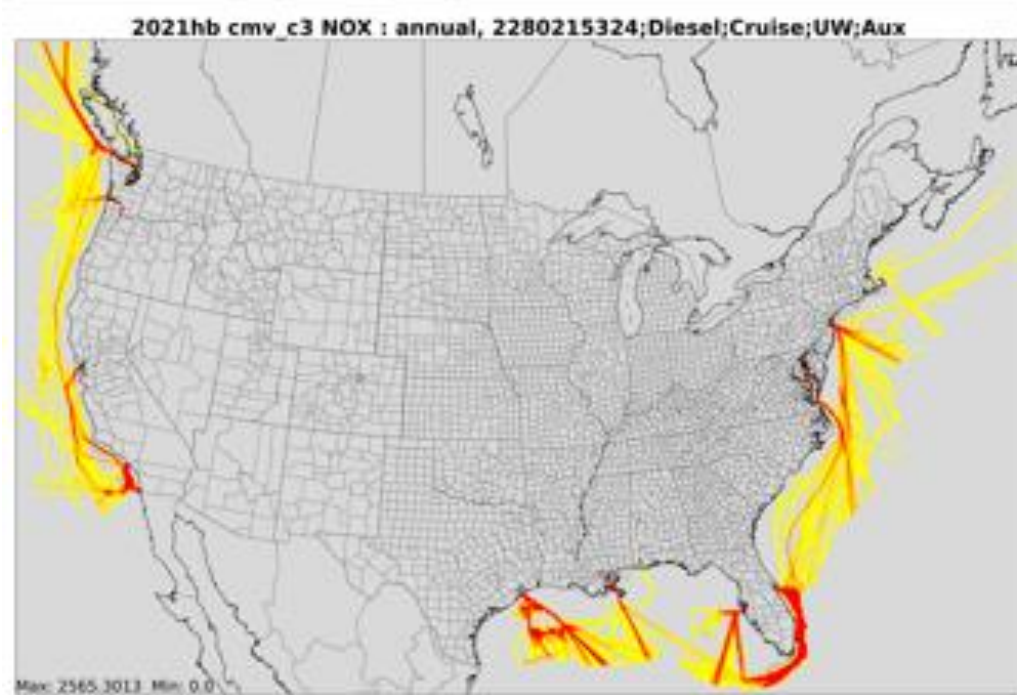 2021hb cmv_c3 NOX : annual, 2280215324;Diesel;Cruise;UW;Aux
Max: 2565.3013 Min: 0.0